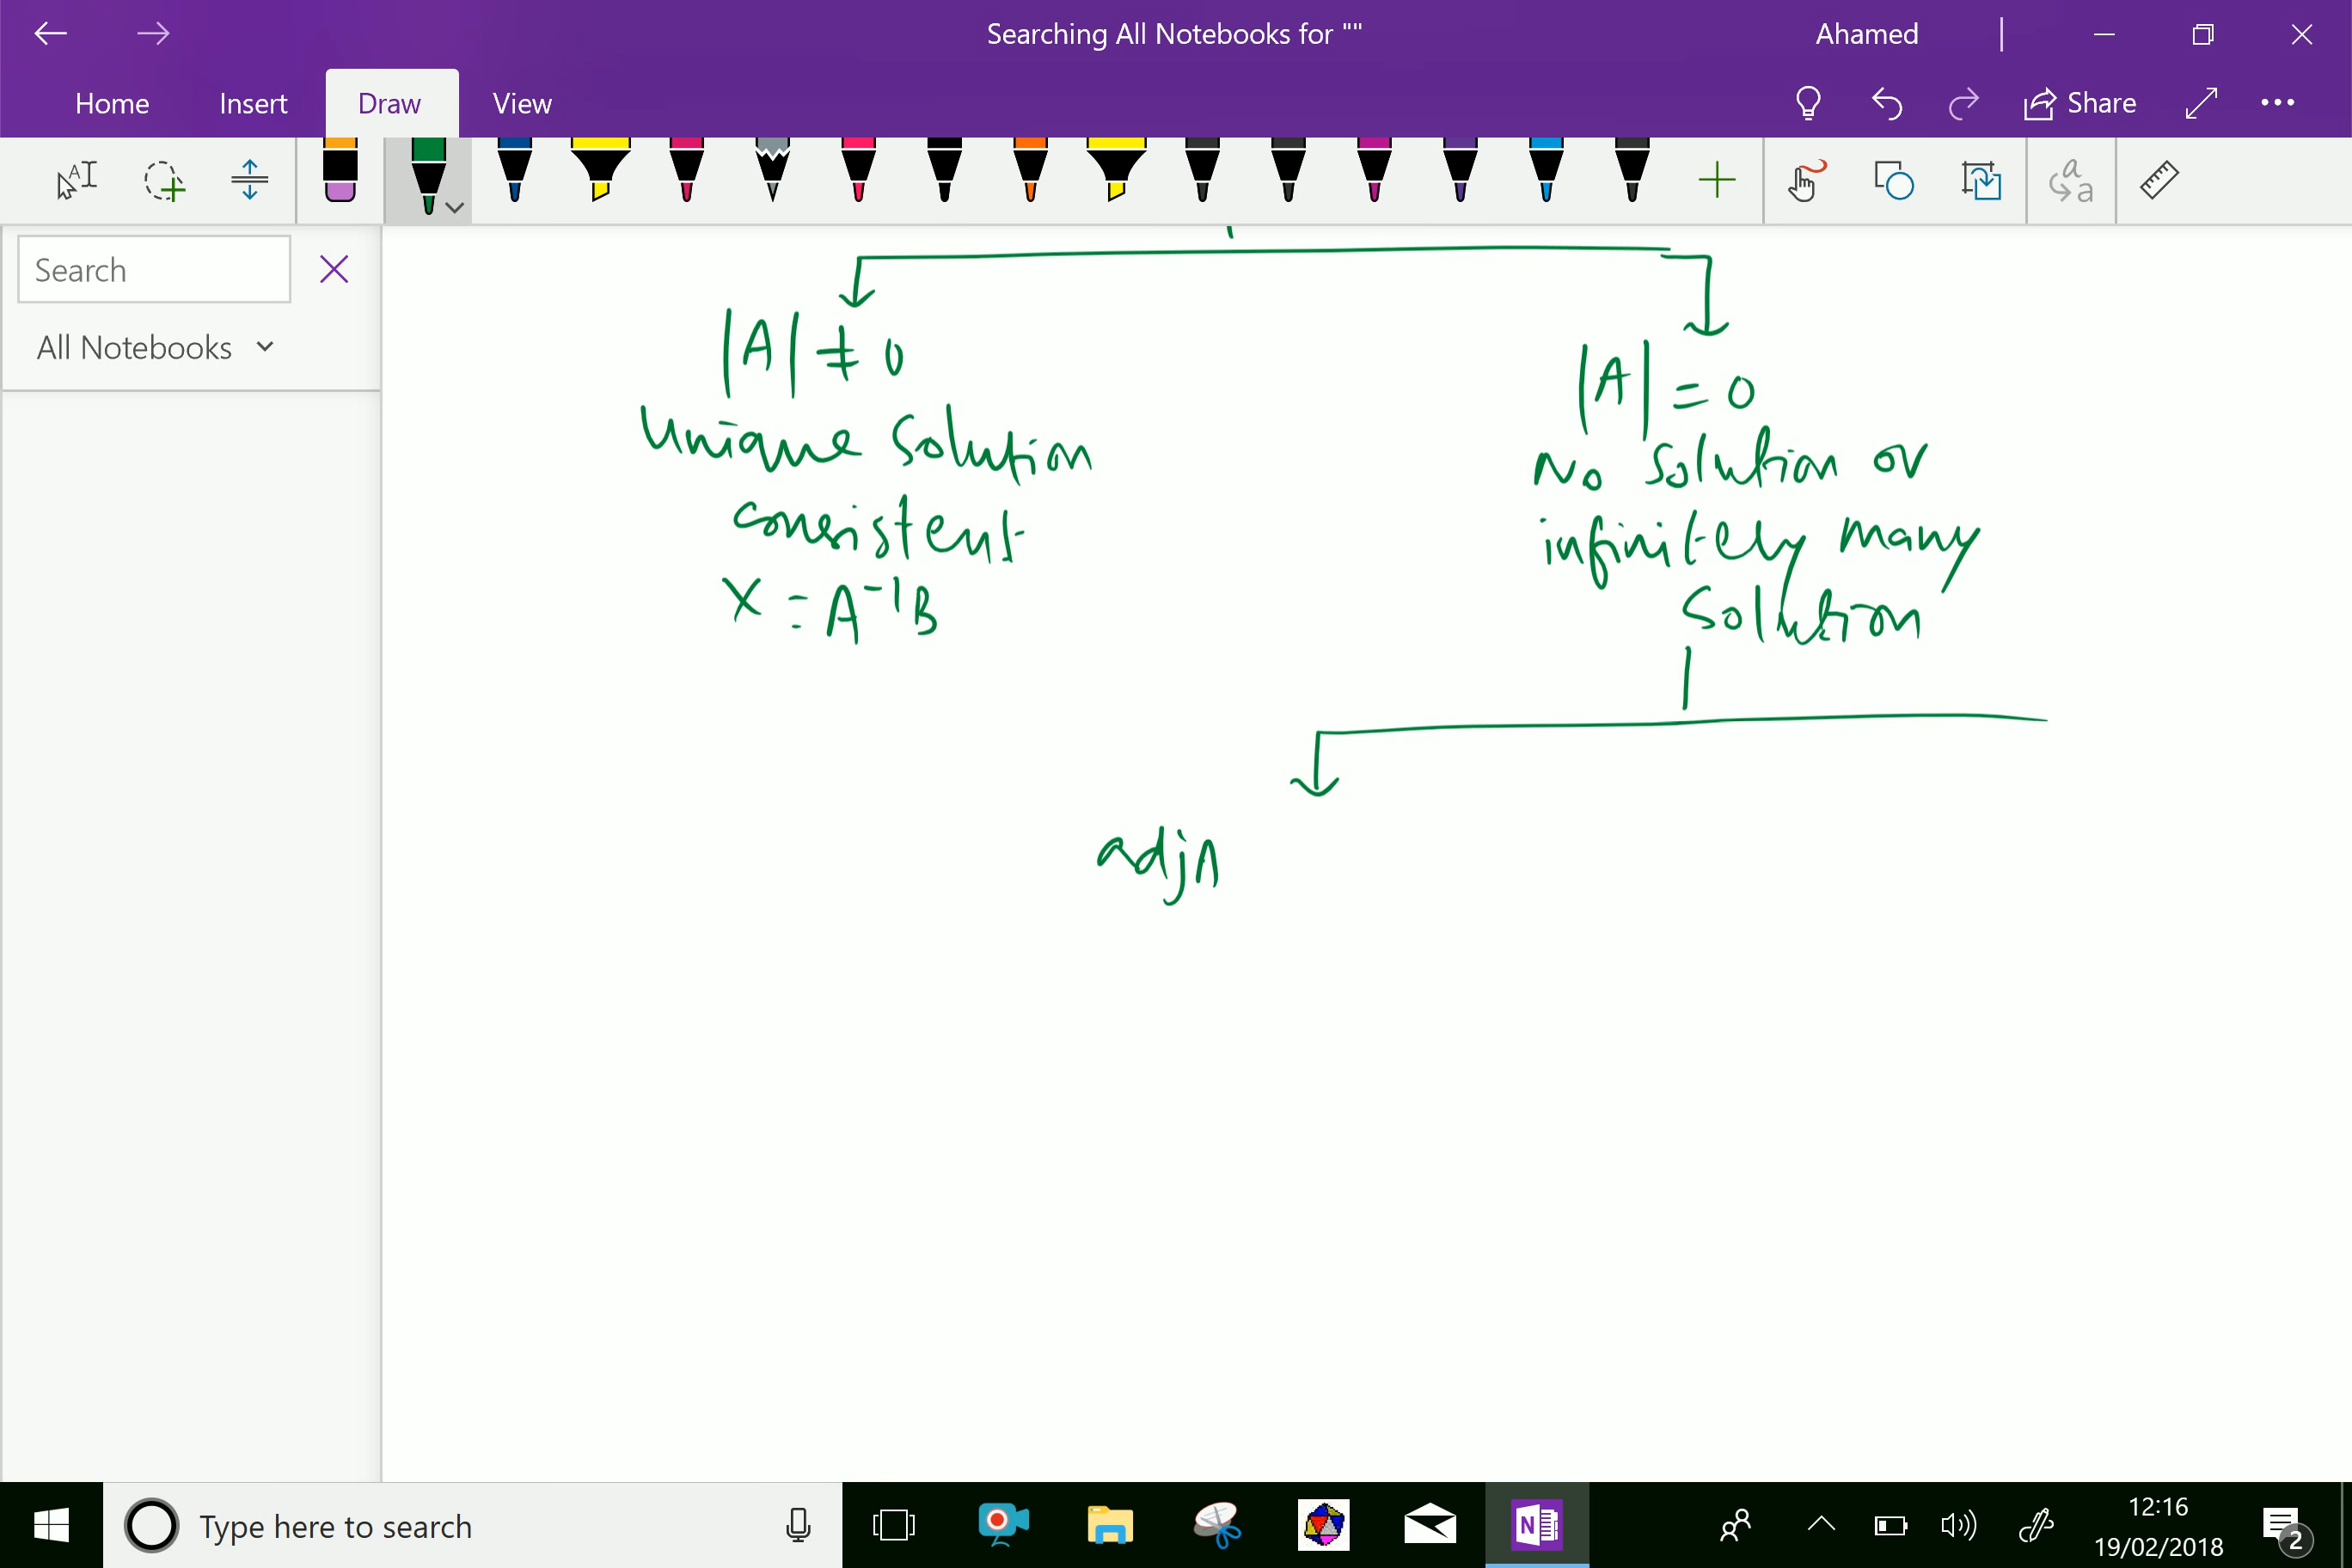 Searching All Notebooks for ""
Ahamed
Home Insert Draw View
Share
Search
All Notebooks
|A| ≠ 0
Unique Solution
consistent
X = A⁻¹B
|A| = 0
No Solution or
infinitely many
Solution
adjA
Type here to search
12:16
19/02/2018
2